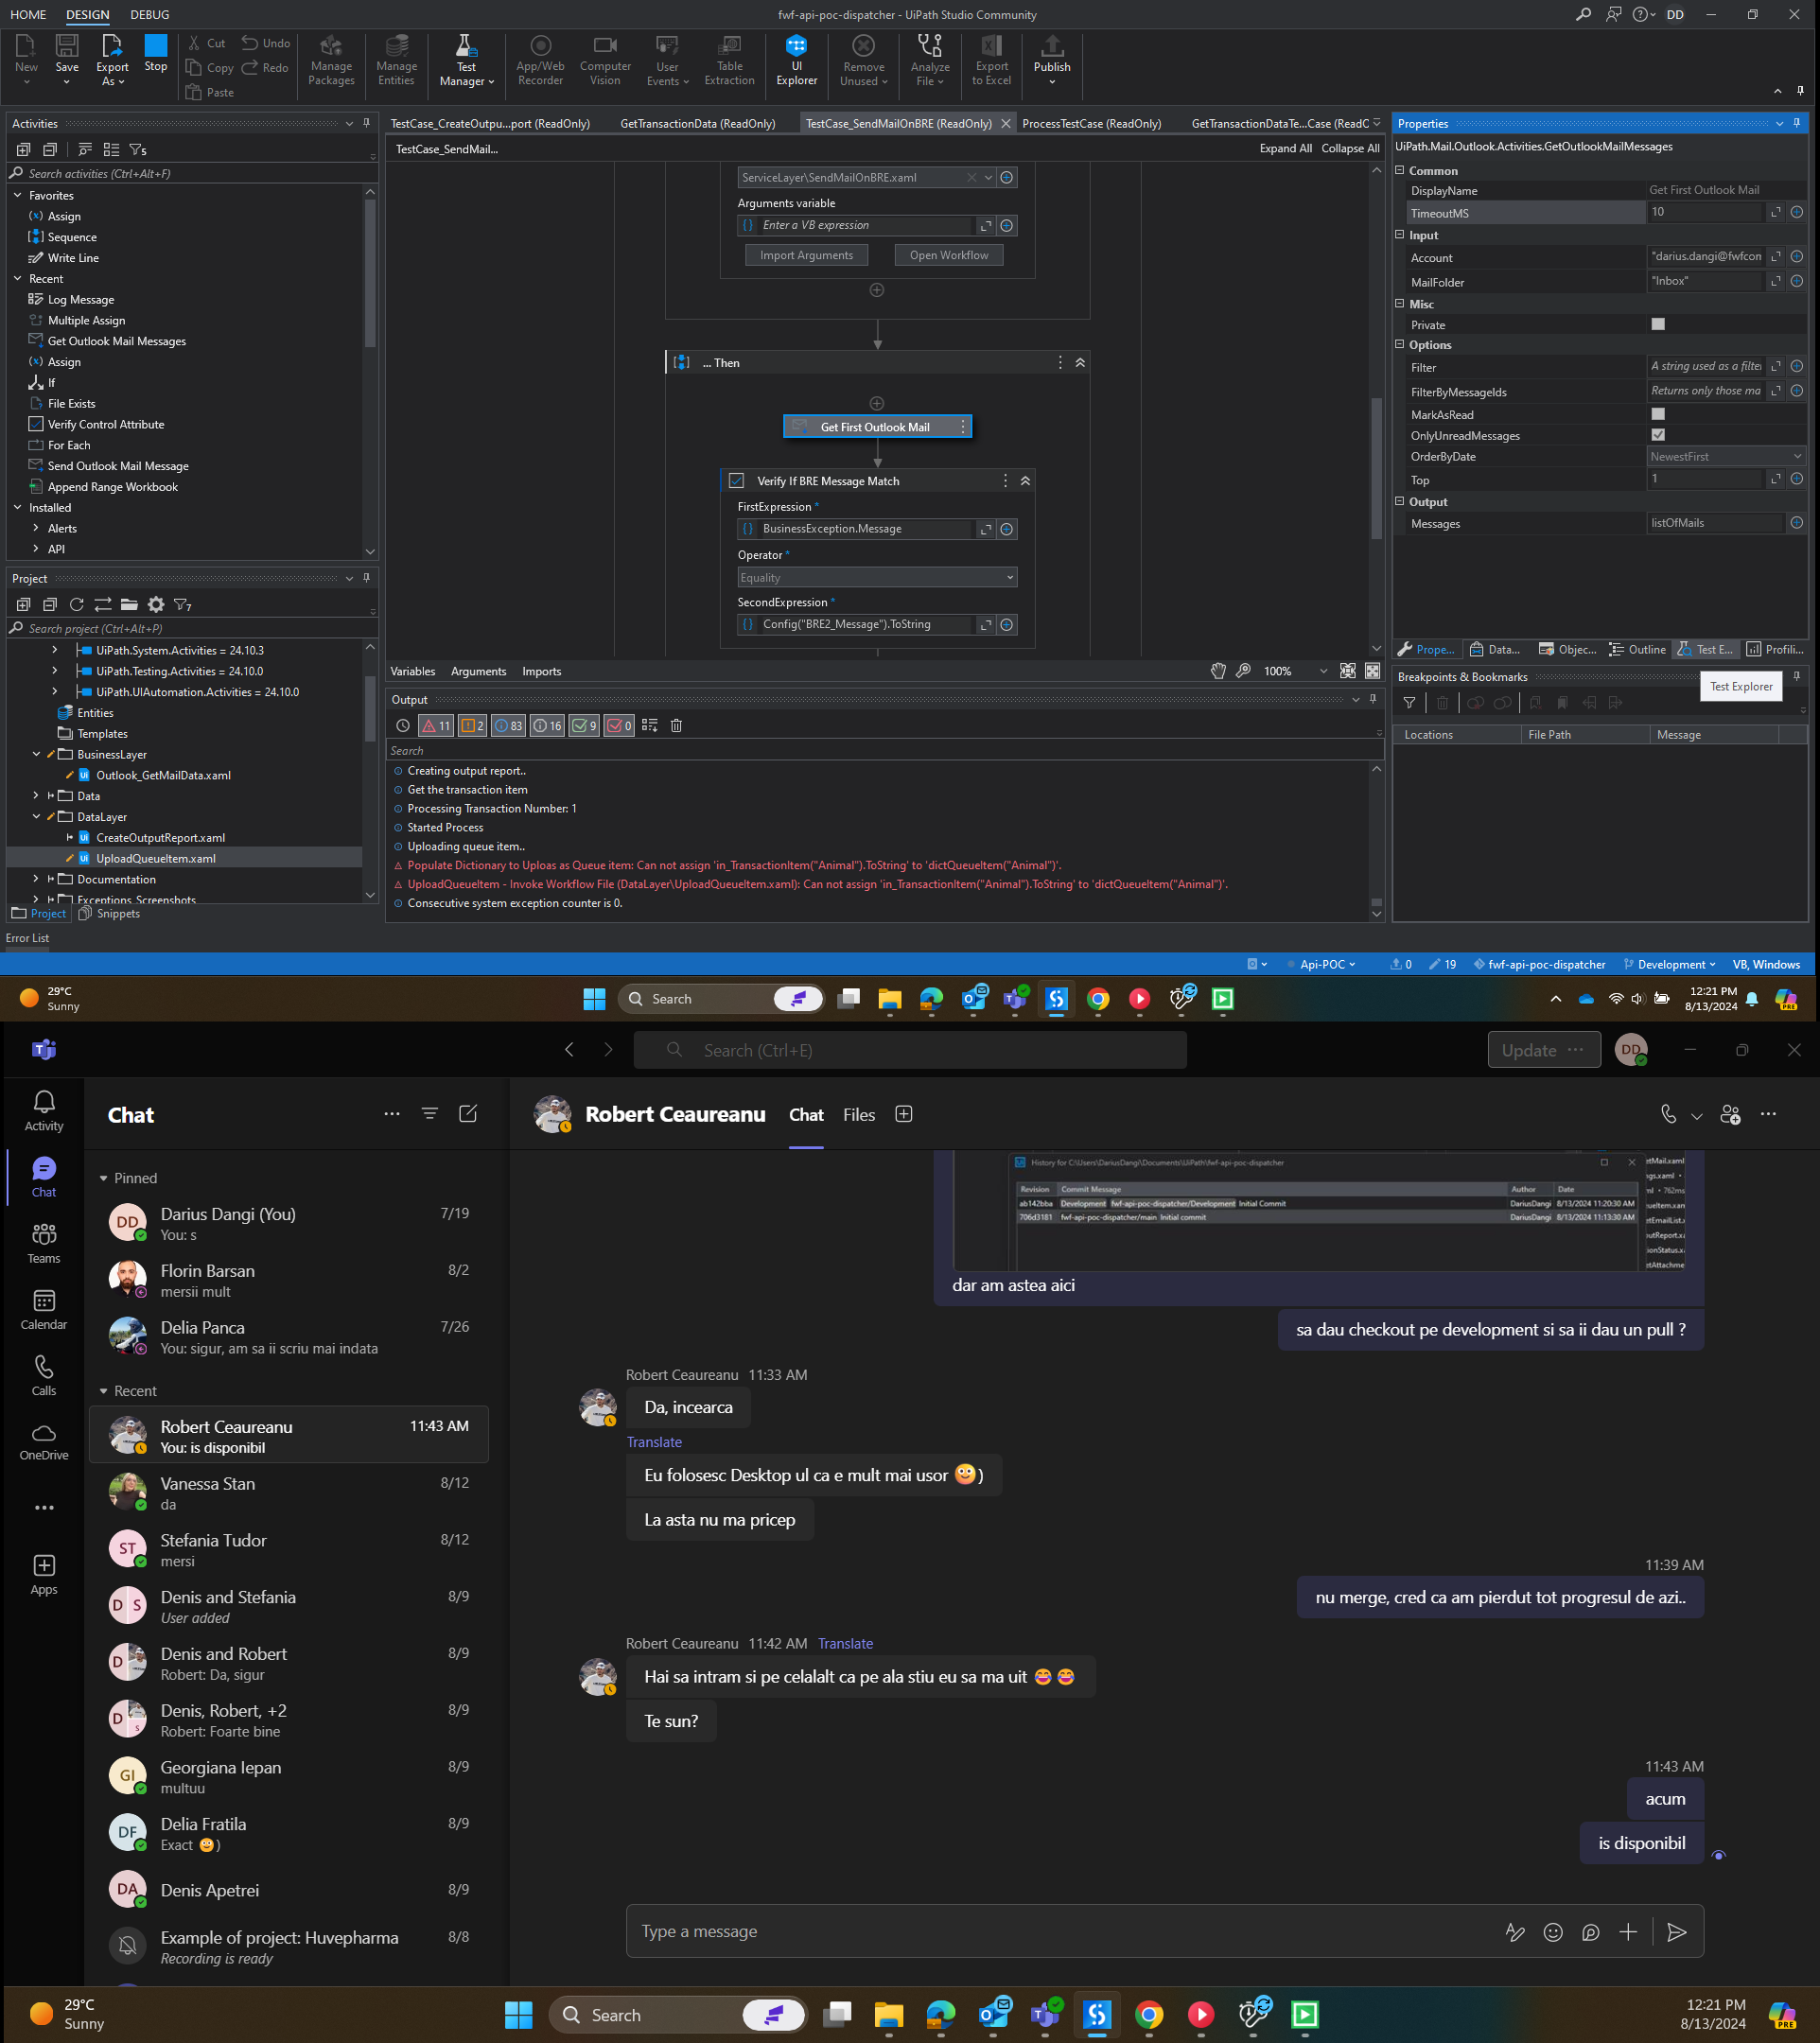 HOME DESIGN DEBUG
fwf-api-poc-dispatcher - UiPath Studio Community
DD
New
Save
Export As
Stop
Cut
Copy
Paste
Undo
Redo
Manage Packages
Manage Entities
Test Manager
App/Web Recorder
Computer Vision
User Events
Table Extraction
UI Explorer
Remove Unused
Analyze File
Export to Excel
Publish
Activities
5
Search activities (Ctrl+Alt+F)
Favorites
Assign
Sequence
Write Line
Recent
Log Message
Multiple Assign
Get Outlook Mail Messages
Assign
If
File Exists
Verify Control Attribute
For Each
Send Outlook Mail Message
Append Range Workbook
Installed
Alerts
API
Project
7
Search project (Ctrl+Alt+P)
UiPath.System.Activities = 24.10.3
UiPath.Testing.Activities = 24.10.0
UiPath.UIAutomation.Activities = 24.10.0
Entities
Templates
BusinessLayer
Outlook_GetMailData.xaml
Data
DataLayer
CreateOutputReport.xaml
UploadQueueItem.xaml
Documentation
Exceptions_Screenshots
Project Snippets
Error List
TestCase_CreateOutpu...port (ReadOnly)
GetTransactionData (ReadOnly)
TestCase_SendMailOnBRE (ReadOnly)
ProcessTestCase (ReadOnly)
GetTransactionDataTe...Case (ReadO
TestCase_SendMail...
Expand All Collapse All
ServiceLayer\SendMailOnBRE.xaml
Arguments variable
Enter a VB expression
Import Arguments
Open Workflow
... Then
Get First Outlook Mail
Verify If BRE Message Match
FirstExpression *
BusinessException.Message
Operator *
Equality
SecondExpression *
Config("BRE2_Message").ToString
Variables Arguments Imports
100%
Output
11 2 83 16 9 0
Search
Creating output report..
Get the transaction item
Processing Transaction Number: 1
Started Process
Uploading queue item..
Populate Dictionary to Uploas as Queue item: Can not assign 'in_TransactionItem("Animal").ToString' to 'dictQueueItem("Animal")'.
UploadQueueItem - Invoke Workflow File (DataLayer\UploadQueueItem.xaml): Can not assign 'in_TransactionItem("Animal").ToString' to 'dictQueueItem("Animal")'.
Consecutive system exception counter is 0.
Properties
UiPath.Mail.Outlook.Activities.GetOutlookMailMessages
Common
DisplayName Get First Outlook Mail
TimeoutMS 10
Input
Account "darius.dangi@fwfcon
MailFolder "Inbox"
Misc
Private
Options
Filter A string used as a filte
FilterByMessageIds Returns only those ma
MarkAsRead
OnlyUnreadMessages
OrderByDate NewestFirst
Top 1
Output
Messages listOfMails
Prope... Data... Objec... Outline Test E... Profili...
Breakpoints & Bookmarks
Test Explorer
Locations File Path Message
Api-POC 0 19 fwf-api-poc-dispatcher Development VB, Windows
29°C
Sunny
Search
PRE
12:21 PM
8/13/2024
Search (Ctrl+E)
Update
DD
Activity
Chat
Teams
Calendar
Calls
OneDrive
Apps
Chat
Pinned
DD
Darius Dangi (You) 7/19
You: s
Florin Barsan 8/2
mersii mult
Delia Panca 7/26
You: sigur, am sa ii scriu mai indata
Recent
Robert Ceaureanu 11:43 AM
You: is disponibil
Vanessa Stan 8/12
da
ST
Stefania Tudor 8/12
mersi
D S
Denis and Stefania 8/9
User added
D
Denis and Robert 8/9
Robert: Da, sigur
D S
Denis, Robert, +2 8/9
Robert: Foarte bine
GI
Georgiana Iepan 8/9
multuu
DF
Delia Fratila 8/9
Exact 🙂)
DA
Denis Apetrei 8/9
Example of project: Huvepharma 8/8
Recording is ready
Robert Ceaureanu Chat Files
History for C:\Users\DariusDangi\Documents\UiPath\fwf-api-poc-dispatcher
Revision Commit Message Author Date
ab142bba Development fwf-api-poc-dispatcher/Development Initial Commit DariusDangi 8/13/2024 11:20:30 AM
706d3181 fwf-api-poc-dispatcher/main Initial commit DariusDangi 8/13/2024 11:13:30 AM
dar am astea aici
sa dau checkout pe development si sa ii dau un pull ?
Robert Ceaureanu 11:33 AM
Da, incearca
Translate
Eu folosesc Desktop ul ca e mult mai usor 🙂)
La asta nu ma pricep
11:39 AM
nu merge, cred ca am pierdut tot progresul de azi..
Robert Ceaureanu 11:42 AM Translate
Hai sa intram si pe celalalt ca pe ala stiu eu sa ma uit 😂 😂
Te sun?
11:43 AM
acum
is disponibil
Type a message
29°C
Sunny
Search
12:21 PM
8/13/2024
PRE